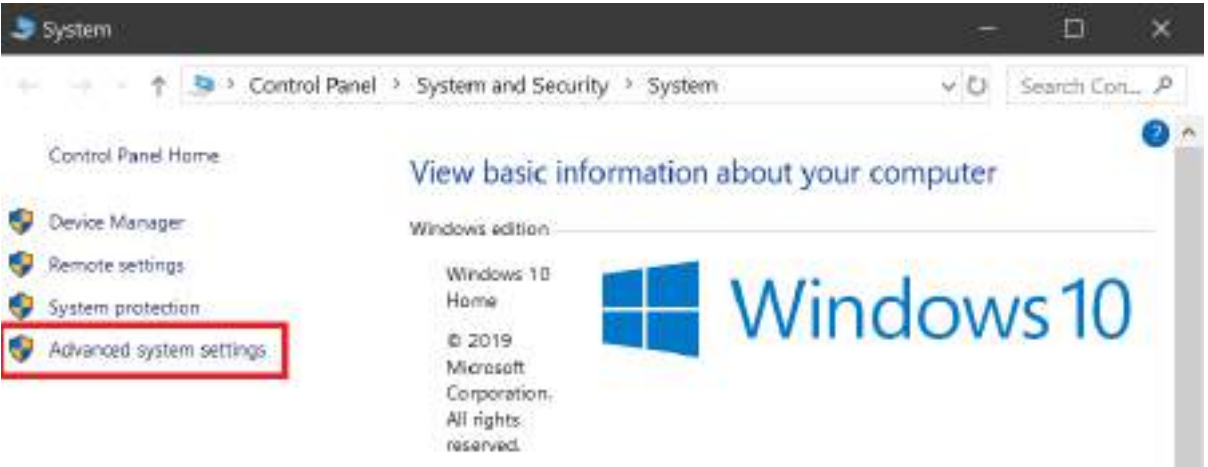 System
Control Panel > System and Security > System
Search Con...
Control Panel Home
View basic information about your computer
Device Manager
Windows edition
Remote settings
Windows 10
Home
System protection
© 2019
Microsoft
Corporation.
All rights
reserved.
Windows 10
Advanced system settings